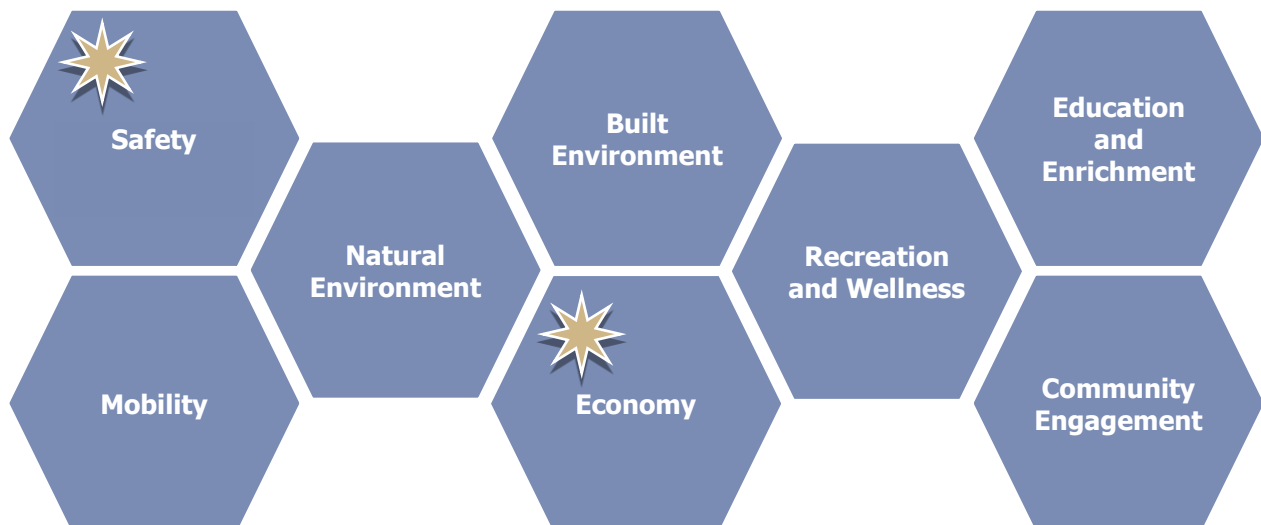 Safety
Mobility
Natural
Environment
Built
Environment
Economy
Recreation
and Wellness
Education
and
Enrichment
Community
Engagement